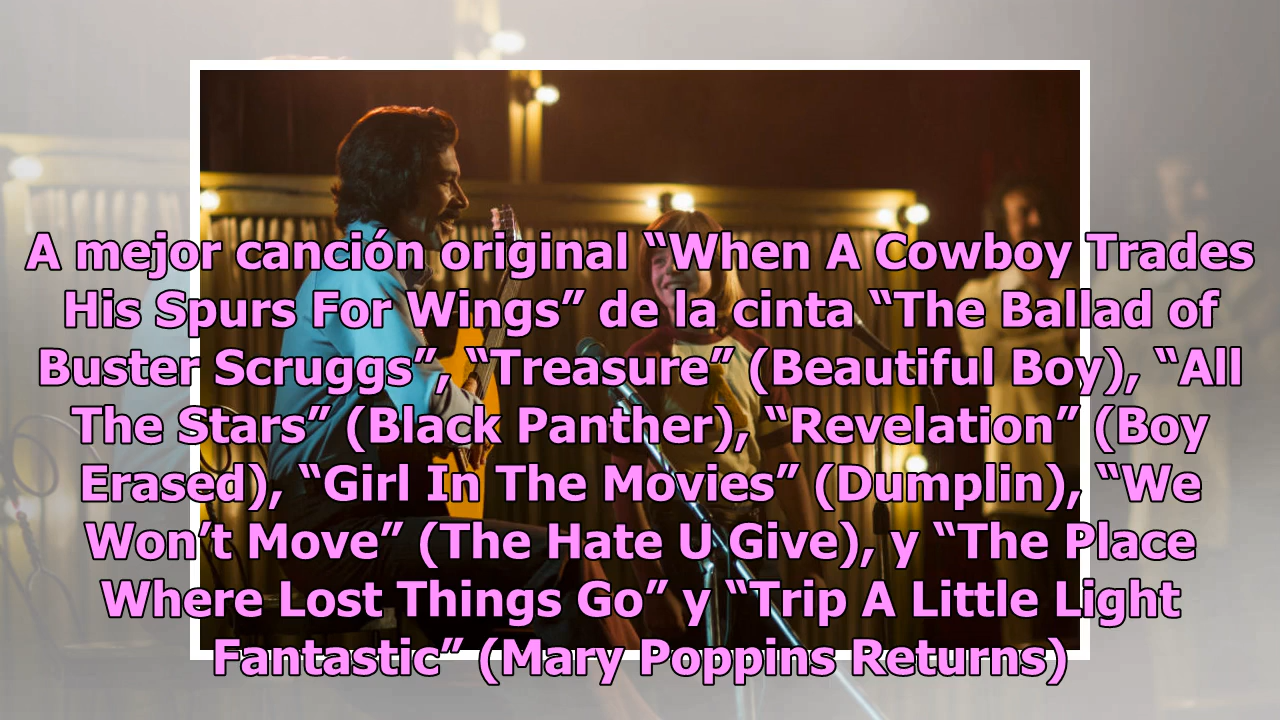 A mejor canción original “When A Cowboy Trades
His Spurs For Wings” de la cinta “The Ballad of
Buster Scruggs”, “Treasure” (Beautiful Boy), “All
The Stars” (Black Panther), “Revelation” (Boy
Erased), “Girl In The Movies” (Dumplin), “We
Won’t Move” (The Hate U Give), y “The Place
Where Lost Things Go” y “Trip A Little Light
Fantastic” (Mary Poppins Returns)